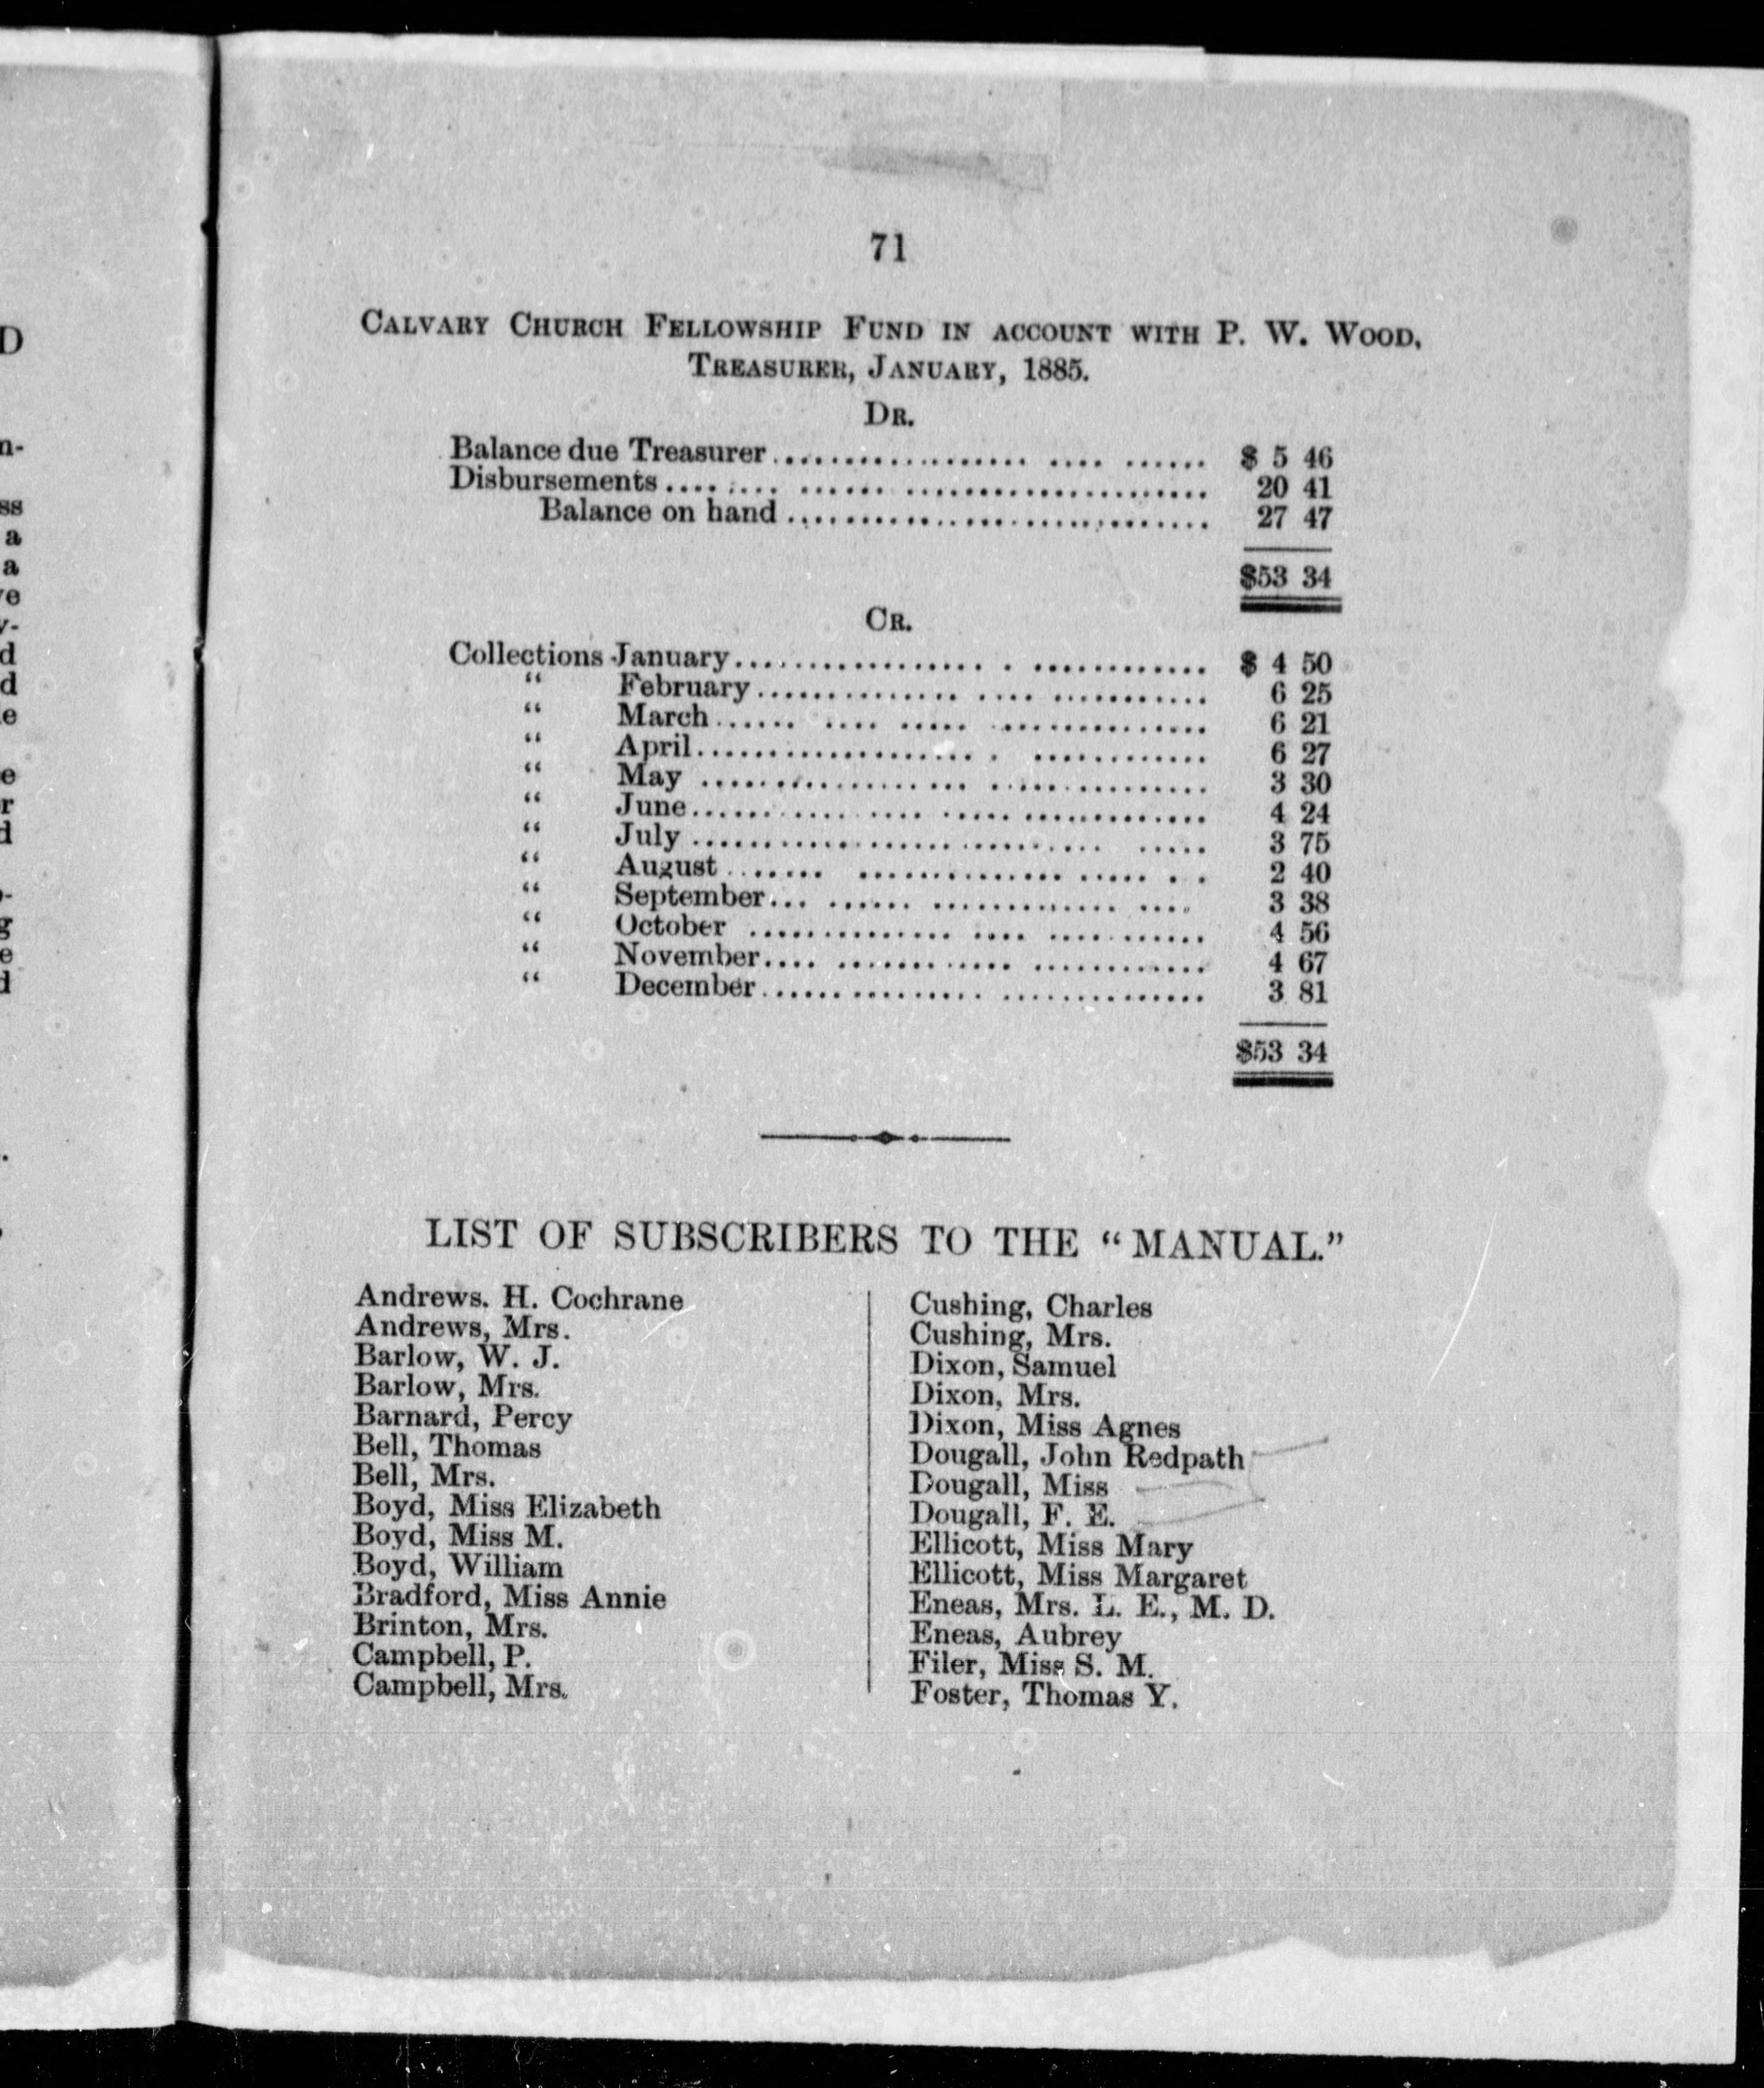 71
CALVARY CHURCH FELLOWSHIP FUND IN ACCOUNT WITH P. W. WOOD,
TREASURER, JANUARY, 1885.
DR.
Balance due Treasurer .................. .... ...... $ 5 46
Disbursements ........ ...... .......................... 20 41
Balance on hand .............................. 27 47
$53 34
CR.
Collections January ................. . ............ $ 4 50
“ February ............... .... ........... 6 25
“ March ...... .... ..... .............. 6 21
“ April ..................... . ............ 6 27
“ May .................. ............... 3 30
“ June ................ ..... ............. 4 24
“ July ............................ ..... 3 75
“ August ....... .............. ..... . . 2 40
“ September ... ...... ............. .... 3 38
“ October .............. .... ........... 4 56
“ November .... ............ ............ 4 67
“ December ................ .............. 3 81
$53 34
LIST OF SUBSCRIBERS TO THE “MANUAL.”
Andrews. H. Cochrane
Andrews, Mrs.
Barlow, W. J.
Barlow, Mrs.
Barnard, Percy
Bell, Thomas
Bell, Mrs.
Boyd, Miss Elizabeth
Boyd, Miss M.
Boyd, William
Bradford, Miss Annie
Brinton, Mrs.
Campbell, P.
Campbell, Mrs.
Cushing, Charles
Cushing, Mrs.
Dixon, Samuel
Dixon, Mrs.
Dixon, Miss Agnes
Dougall, John Redpath
Dougall, Miss
Dougall, F. E.
Ellicott, Miss Mary
Ellicott, Miss Margaret
Eneas, Mrs. L. E., M. D.
Eneas, Aubrey
Filer, Miss S. M.
Foster, Thomas Y.